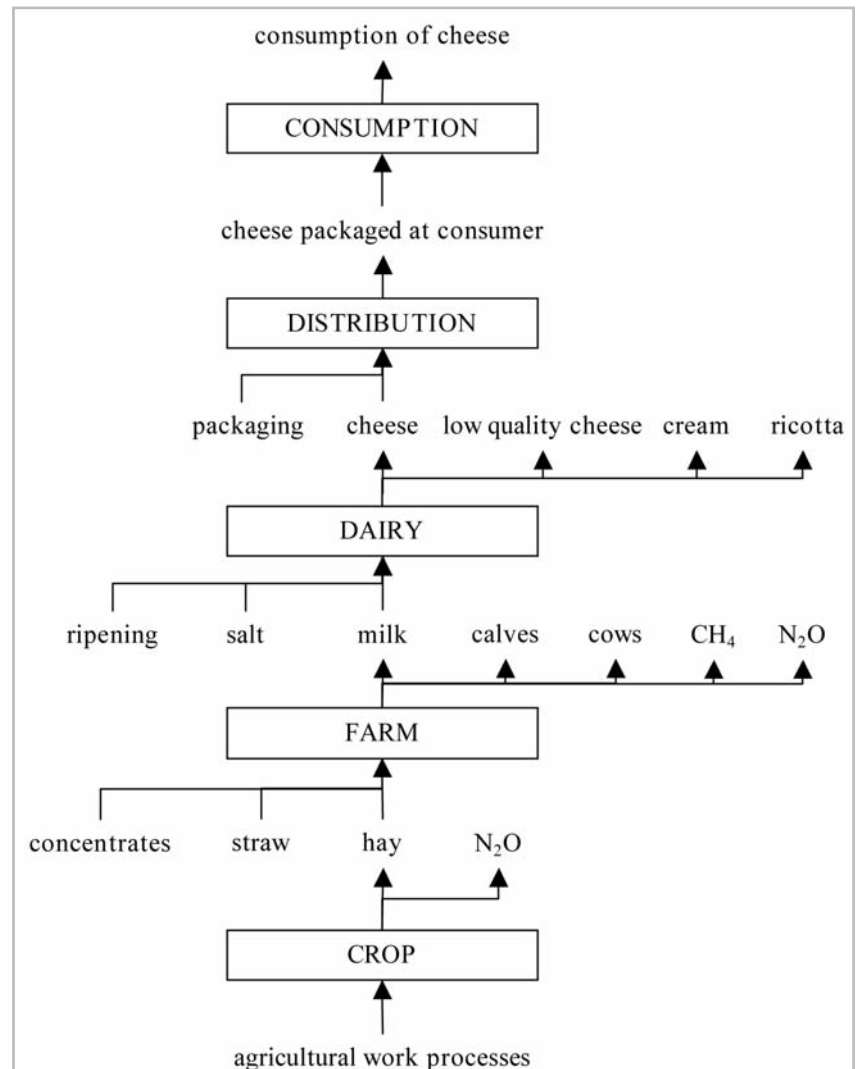 consumption of cheese
CONSUMPTION
cheese packaged at consumer
DISTRIBUTION
packaging cheese low quality cheese cream ricotta
DAIRY
ripening salt milk calves cows CH₄ N₂O
FARM
concentrates straw hay N₂O
CROP
agricultural work processes